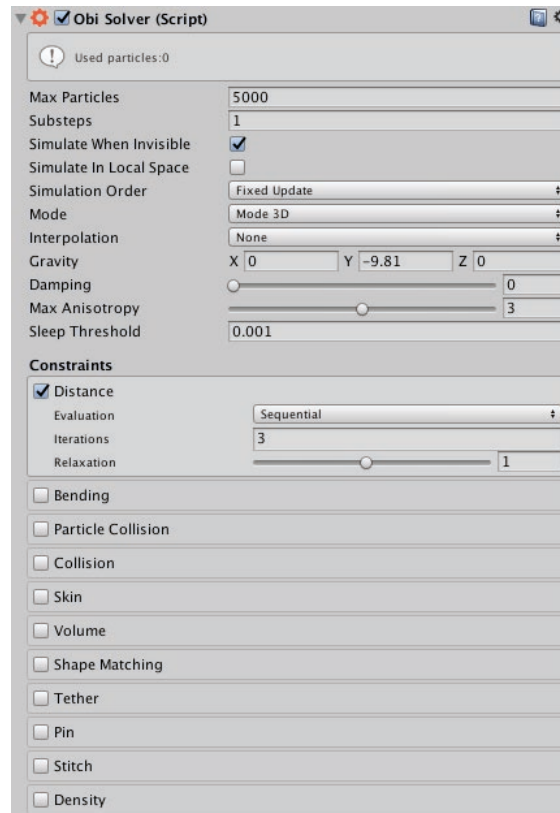 Obi Solver (Script)
Used particles:0
Max Particles 5000
Substeps 1
Simulate When Invisible
Simulate In Local Space
Simulation Order Fixed Update
Mode Mode 3D
Interpolation None
Gravity X 0 Y -9.81 Z 0
Damping 0
Max Anisotropy 3
Sleep Threshold 0.001
Constraints
Distance
Evaluation Sequential
Iterations 3
Relaxation 1
Bending
Particle Collision
Collision
Skin
Volume
Shape Matching
Tether
Pin
Stitch
Density